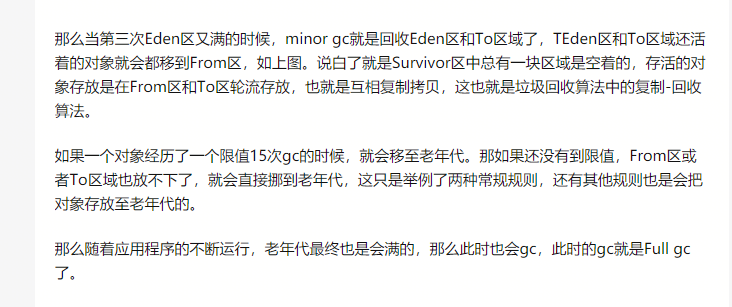 那么当第三次Eden区又满的时候，minor gc就是回收Eden区和To区域了，TEden区和To区域还活
着的对象就会都移到From区，如上图。说白了就是Survivor区中总有一块区域是空着的，存活的对
象存放是在From区和To区轮流存放，也就是互相复制拷贝，这也就是垃圾回收算法中的复制-回收
算法。
如果一个对象经历了一个限值15次gc的时候，就会移至老年代。那如果还没有到限值，From区或
者To区域也放不下了，就会直接挪到老年代，这只是举例了两种常规规则，还有其他规则也是会把
对象存放至老年代的。
那么随着应用程序的不断运行，老年代最终也是会满的，那么此时也会gc，此时的gc就是Full gc
了。